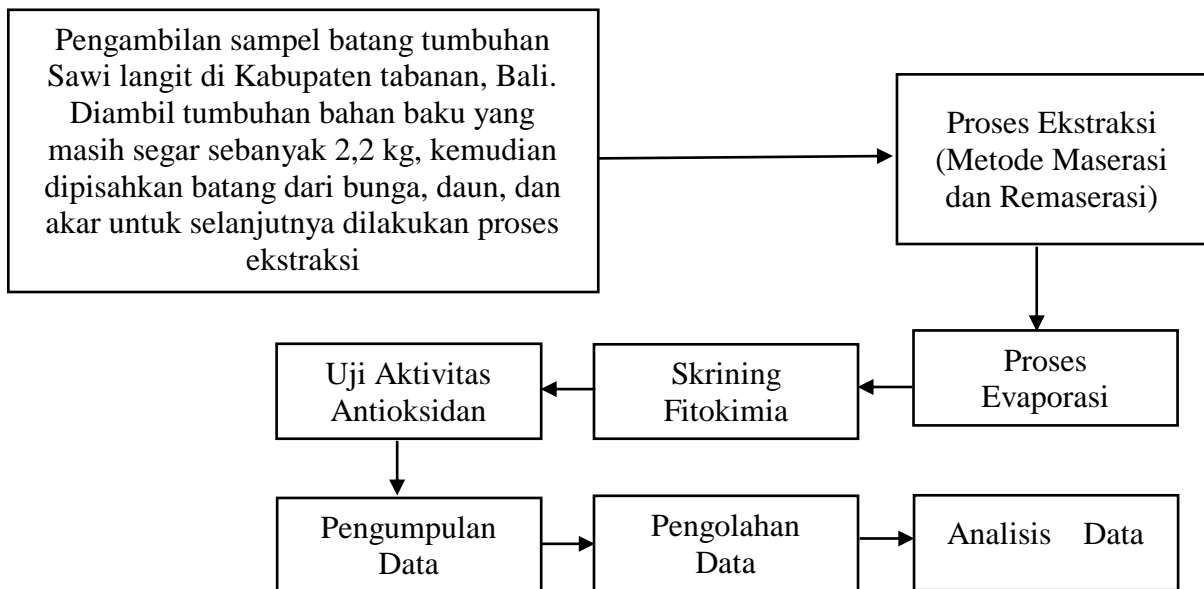 Pengambilan sampel batang tumbuhan
Sawi langit di Kabupaten tabanan, Bali.
Diambil tumbuhan bahan baku yang
masih segar sebanyak 2,2 kg, kemudian
dipisahkan batang dari bunga, daun, dan
akar untuk selanjutnya dilakukan proses
ekstraksi
Proses Ekstraksi
(Metode Maserasi
dan Remaserasi)
Proses
Evaporasi
Skrining
Fitokimia
Uji Aktivitas
Antioksidan
Pengumpulan
Data
Pengolahan
Data
Analisis Data